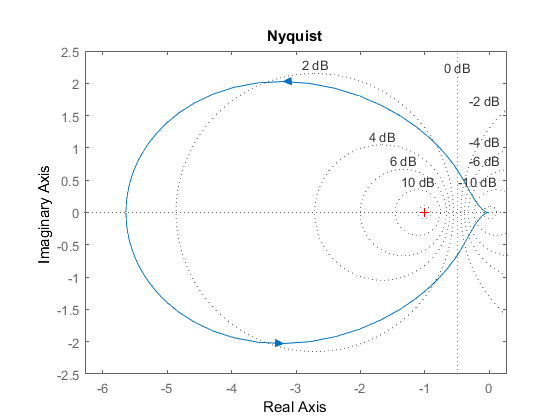 Nyquist
2.5
2
1.5
1
0.5
0
-0.5
-1
-1.5
-2
-2.5
Imaginary Axis
2 dB
0 dB
-2 dB
4 dB
-4 dB
6 dB
-6 dB
10 dB
-10 dB
-6
-5
-4
-3
-2
-1
0
Real Axis